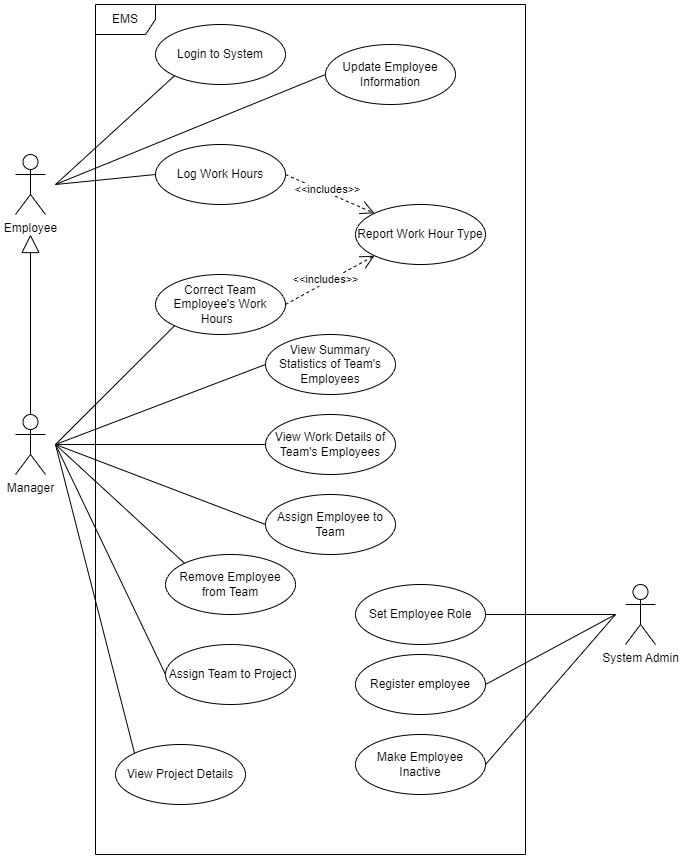 EMS
Login to System
Update Employee
Information
Employee
Log Work Hours
<<includes>>
Report Work Hour Type
<<includes>>
Correct Team
Employee's Work
Hours
View Summary
Statistics of Team's
Employees
Manager
View Work Details of
Team's Employees
Assign Employee to
Team
Remove Employee
from Team
Set Employee Role
System Admin
Assign Team to Project
Register employee
View Project Details
Make Employee
Inactive